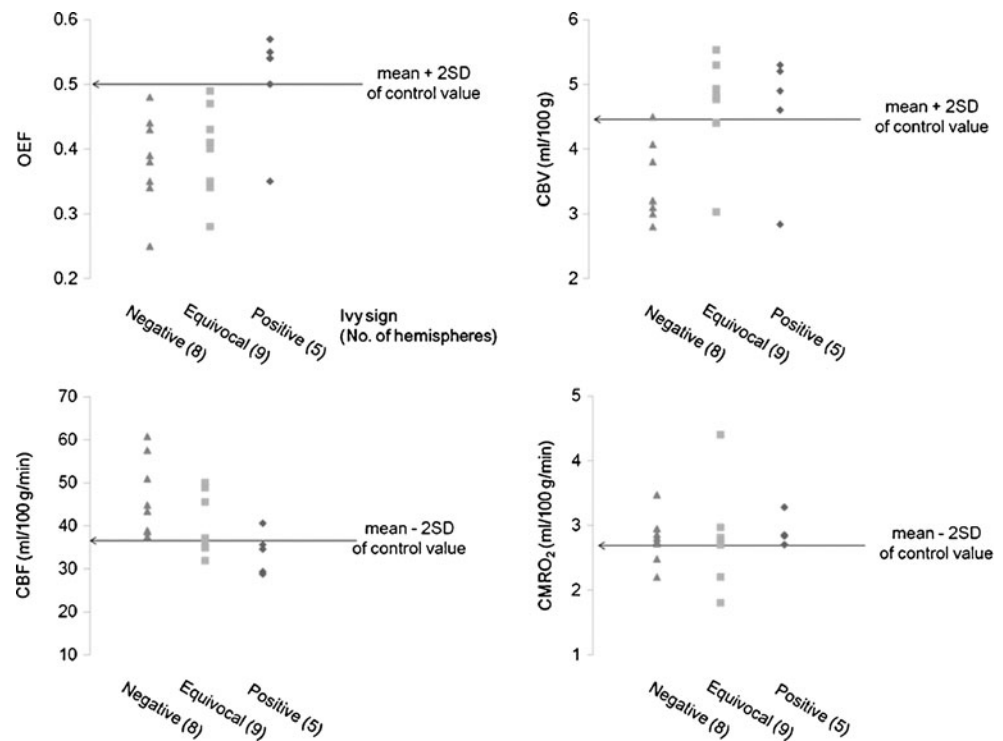 0.6
0.5
0.4
0.3
0.2
OEF
mean + 2SD
of control value
Negative (8)
Equivocal (9)
Positive (5)
Ivy sign
(No. of hemispheres)
6
5
4
3
2
CBV (ml/100 g)
mean + 2SD
of control value
Negative (8)
Equivocal (9)
Positive (5)
70
60
50
40
30
20
10
CBF (ml/100 g/min)
mean - 2SD
of control value
Negative (8)
Equivocal (9)
Positive (5)
5
4
3
2
1
CMRO₂ (ml/100 g/min)
mean - 2SD
of control value
Negative (8)
Equivocal (9)
Positive (5)